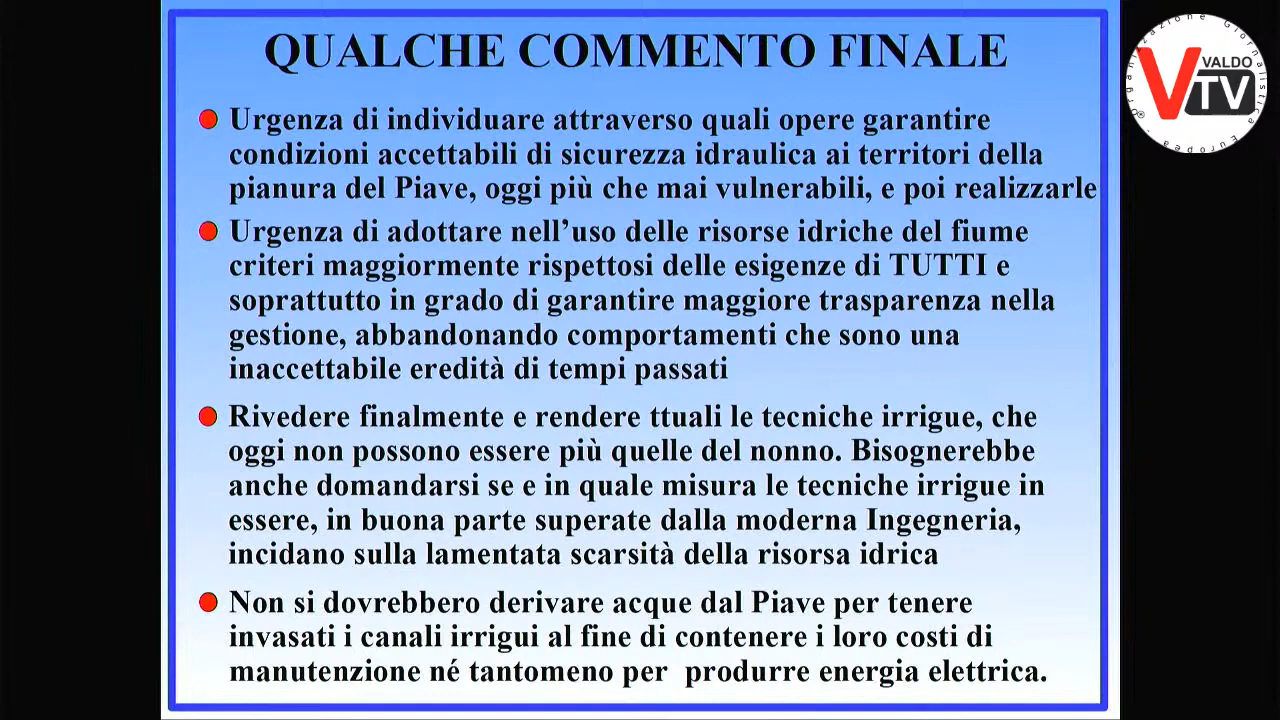 QUALCHE COMMENTO FINALE
Urgenza di individuare attraverso quali opere garantire
condizioni accettabili di sicurezza idraulica ai territori della
pianura del Piave, oggi più che mai vulnerabili, e poi realizzarle
Urgenza di adottare nell’uso delle risorse idriche del fiume
criteri maggiormente rispettosi delle esigenze di TUTTI e
soprattutto in grado di garantire maggiore trasparenza nella
gestione, abbandonando comportamenti che sono una
inaccettabile eredità di tempi passati
Rivedere finalmente e rendere ttuali le tecniche irrigue, che
oggi non possono essere più quelle del nonno. Bisognerebbe
anche domandarsi se e in quale misura le tecniche irrigue in
essere, in buona parte superate dalla moderna Ingegneria,
incidano sulla lamentata scarsità della risorsa idrica
Non si dovrebbero derivare acque dal Piave per tenere
invasati i canali irrigui al fine di contenere i loro costi di
manutenzione né tantomeno per produrre energia elettrica.
VALDO
VTV
Organizzazione Giornalistica Europea ®